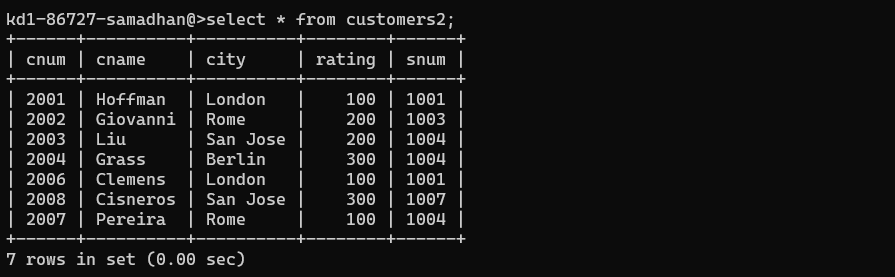 kd1-86727-samadhan@>select * from customers2;
+------+----------+----------+--------+------+
| cnum | cname    | city     | rating | snum |
+------+----------+----------+--------+------+
| 2001 | Hoffman  | London   |    100 | 1001 |
| 2002 | Giovanni | Rome     |    200 | 1003 |
| 2003 | Liu      | San Jose |    200 | 1004 |
| 2004 | Grass    | Berlin   |    300 | 1004 |
| 2006 | Clemens  | London   |    100 | 1001 |
| 2008 | Cisneros | San Jose |    300 | 1007 |
| 2007 | Pereira  | Rome     |    100 | 1004 |
+------+----------+----------+--------+------+
7 rows in set (0.00 sec)